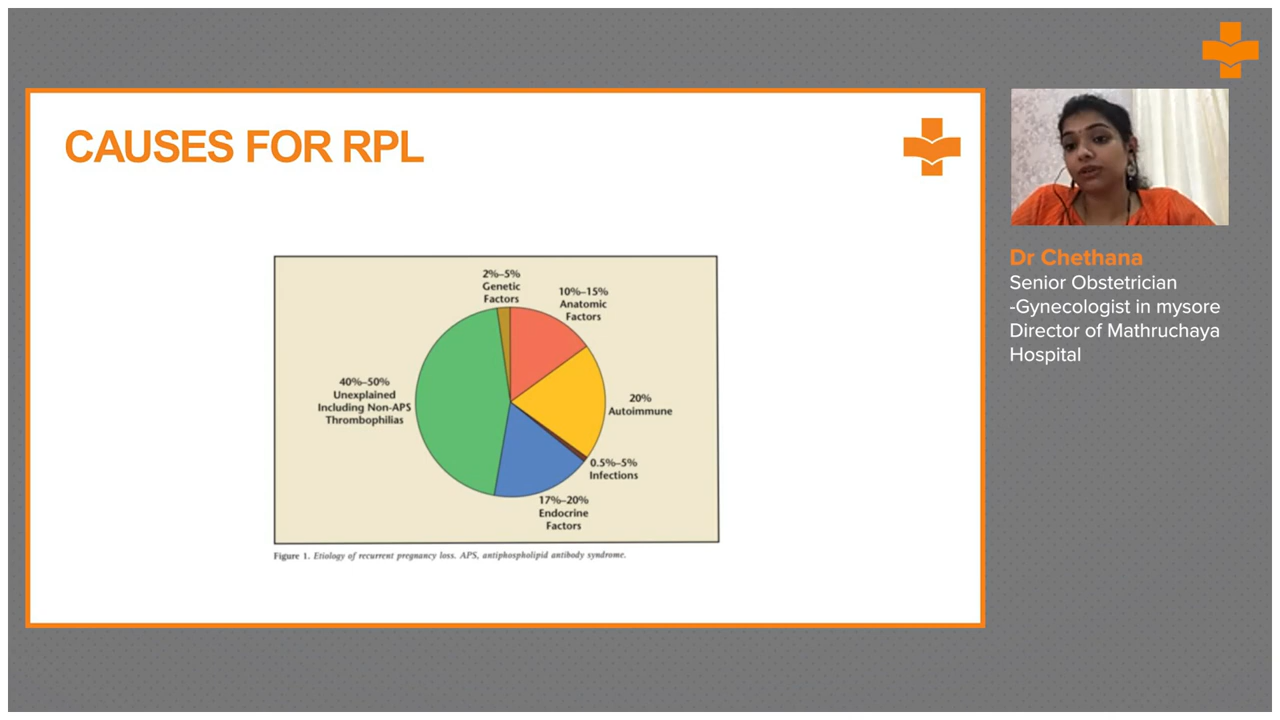 CAUSES FOR RPL
2%–5%
Genetic
Factors
10%–15%
Anatomic
Factors
40%–50%
Unexplained
Including Non-APS
Thrombophilias
20%
Autoimmune
0.5%–5%
Infections
17%–20%
Endocrine
Factors
Figure 1. Etiology of recurrent pregnancy loss. APS, antiphospholipid antibody syndrome.
Dr Chethana
Senior Obstetrician
-Gynecologist in mysore
Director of Mathruchaya
Hospital